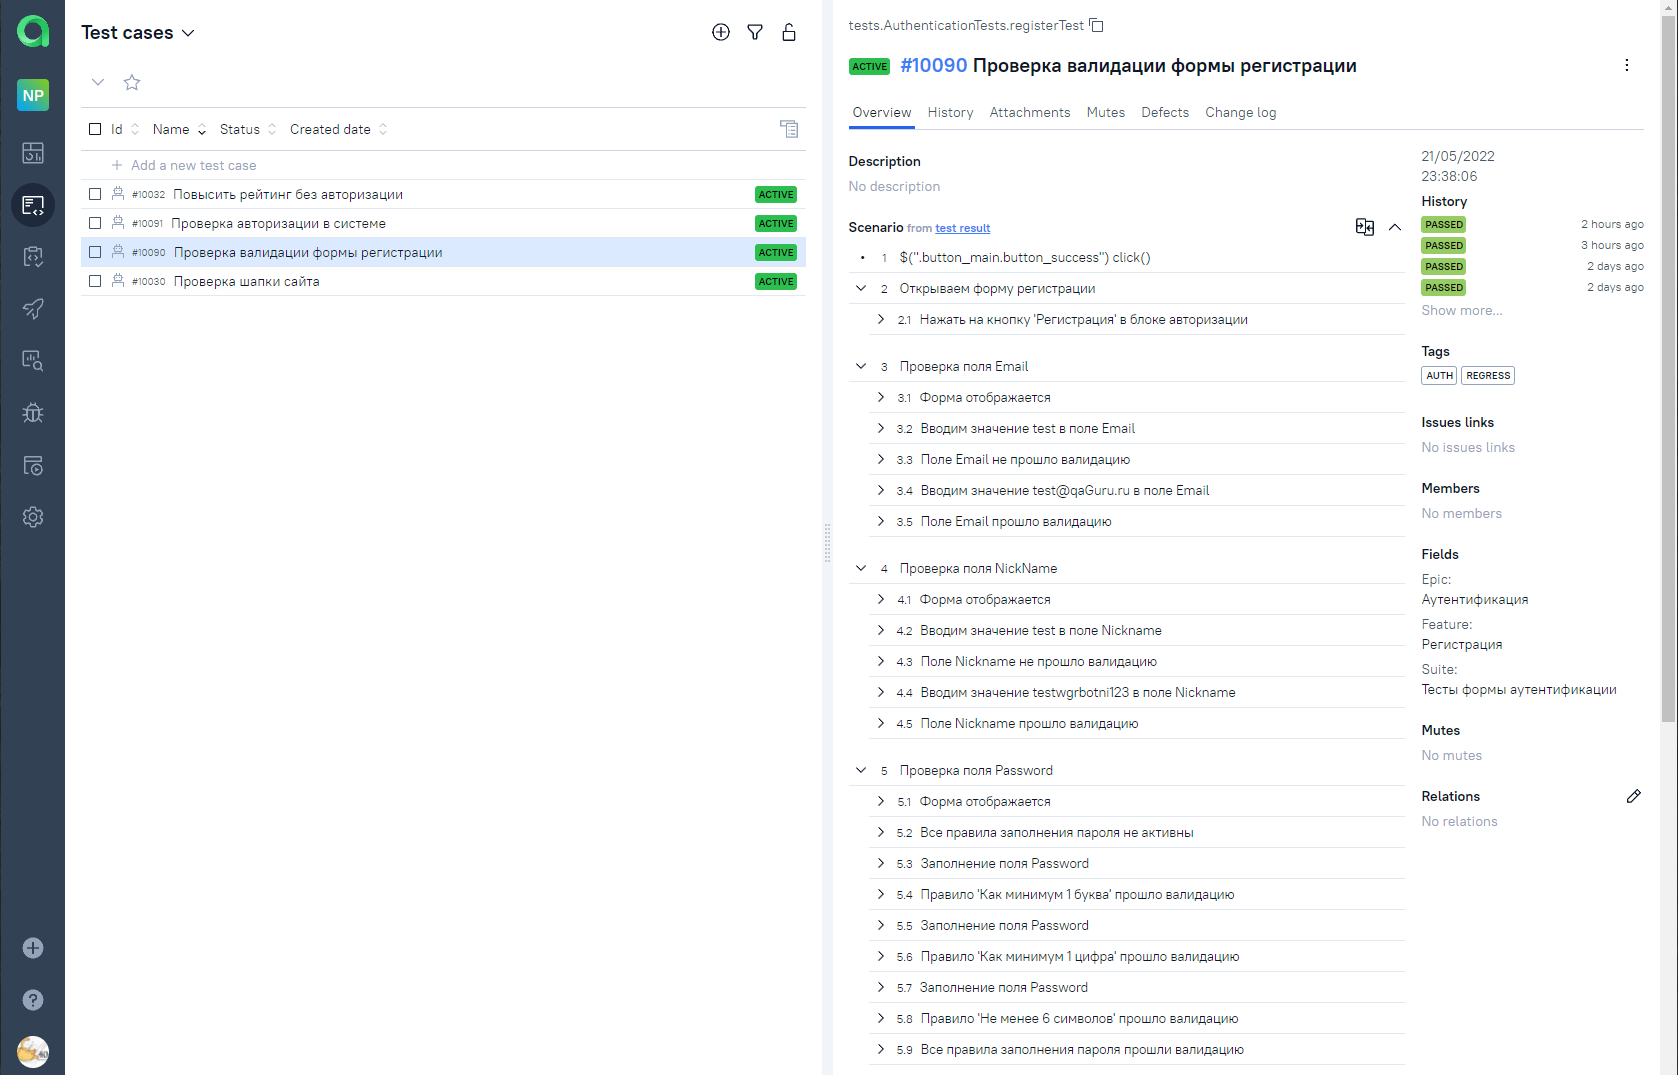 NP
Test cases
Id Name Status Created date
+ Add a new test case
#10032 Повысить рейтинг без авторизации ACTIVE
#10091 Проверка авторизации в системе ACTIVE
#10090 Проверка валидации формы регистрации ACTIVE
#10030 Проверка шапки сайта ACTIVE
tests.AuthenticationTests.registerTest
ACTIVE #10090 Проверка валидации формы регистрации
Overview History Attachments Mutes Defects Change log
Description
No description
Scenario from test result
• 1 $(".button_main.button_success") click()
2 Открываем форму регистрации
2.1 Нажать на кнопку 'Регистрация' в блоке авторизации
3 Проверка поля Email
3.1 Форма отображается
3.2 Вводим значение test в поле Email
3.3 Поле Email не прошло валидацию
3.4 Вводим значение test@qaGuru.ru в поле Email
3.5 Поле Email прошло валидацию
4 Проверка поля NickName
4.1 Форма отображается
4.2 Вводим значение test в поле Nickname
4.3 Поле Nickname не прошло валидацию
4.4 Вводим значение testwgrbotni123 в поле Nickname
4.5 Поле Nickname прошло валидацию
5 Проверка поля Password
5.1 Форма отображается
5.2 Все правила заполнения пароля не активны
5.3 Заполнение поля Password
5.4 Правило 'Как минимум 1 буква' прошло валидацию
5.5 Заполнение поля Password
5.6 Правило 'Как минимум 1 цифра' прошло валидацию
5.7 Заполнение поля Password
5.8 Правило 'Не менее 6 символов' прошло валидацию
5.9 Все правила заполнения пароля прошли валидацию
21/05/2022
23:38:06
History
PASSED 2 hours ago
PASSED 3 hours ago
PASSED 2 days ago
PASSED 2 days ago
Show more...
Tags
AUTH REGRESS
Issues links
No issues links
Members
No members
Fields
Epic:
Аутентификация
Feature:
Регистрация
Suite:
Тесты формы аутентификации
Mutes
No mutes
Relations
No relations